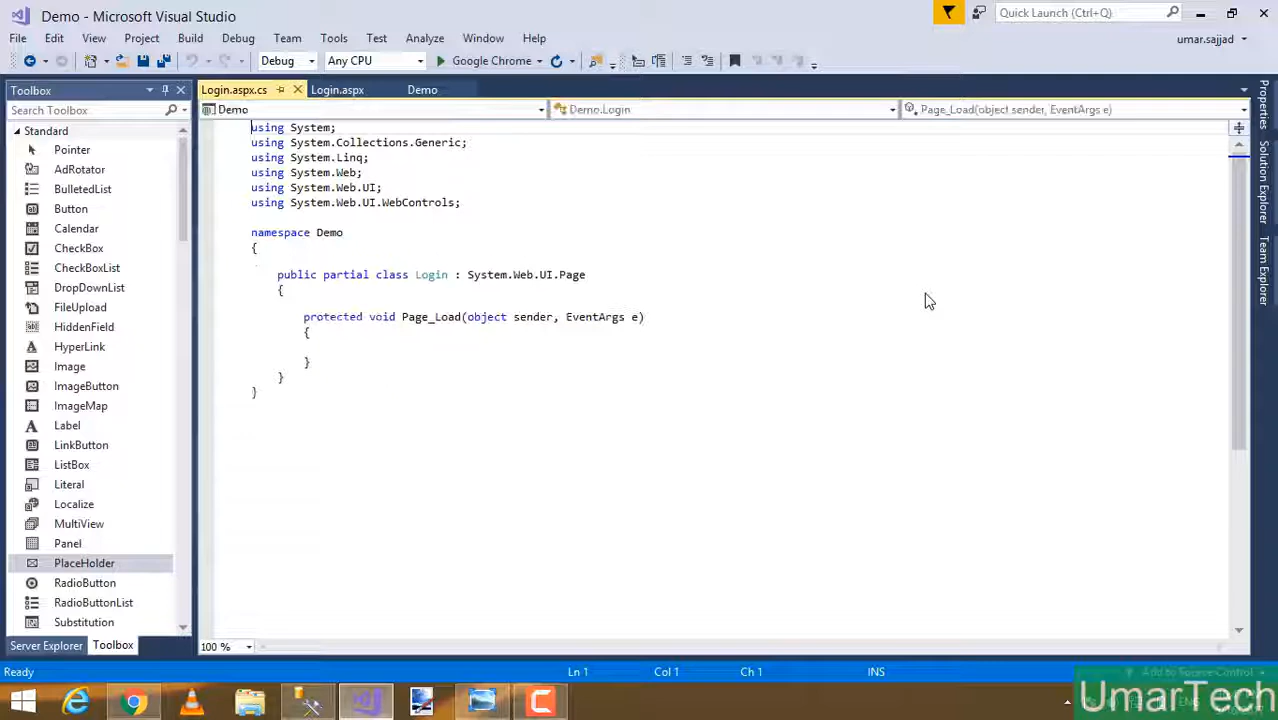 Demo - Microsoft Visual Studio
Quick Launch (Ctrl+Q)
File Edit View Project Build Debug Team Tools Test Analyze Window Help
umar.sajjad
Debug Any CPU Google Chrome
Toolbox
Search Toolbox
Standard
Pointer
AdRotator
BulletedList
Button
Calendar
CheckBox
CheckBoxList
DropDownList
FileUpload
HiddenField
HyperLink
Image
ImageButton
ImageMap
Label
LinkButton
ListBox
Literal
Localize
MultiView
Panel
PlaceHolder
RadioButton
RadioButtonList
Substitution
Server Explorer Toolbox
Login.aspx.cs Login.aspx Demo
Demo Demo.Login Page_Load(object sender, EventArgs e)
using System;
using System.Collections.Generic;
using System.Linq;
using System.Web;
using System.Web.UI;
using System.Web.UI.WebControls;
namespace Demo
{
public partial class Login : System.Web.UI.Page
{
protected void Page_Load(object sender, EventArgs e)
{
}
}
}
100 %
Properties
Solution Explorer
Team Explorer
Ready Ln 1 Col 1 Ch 1 INS
UmarTech